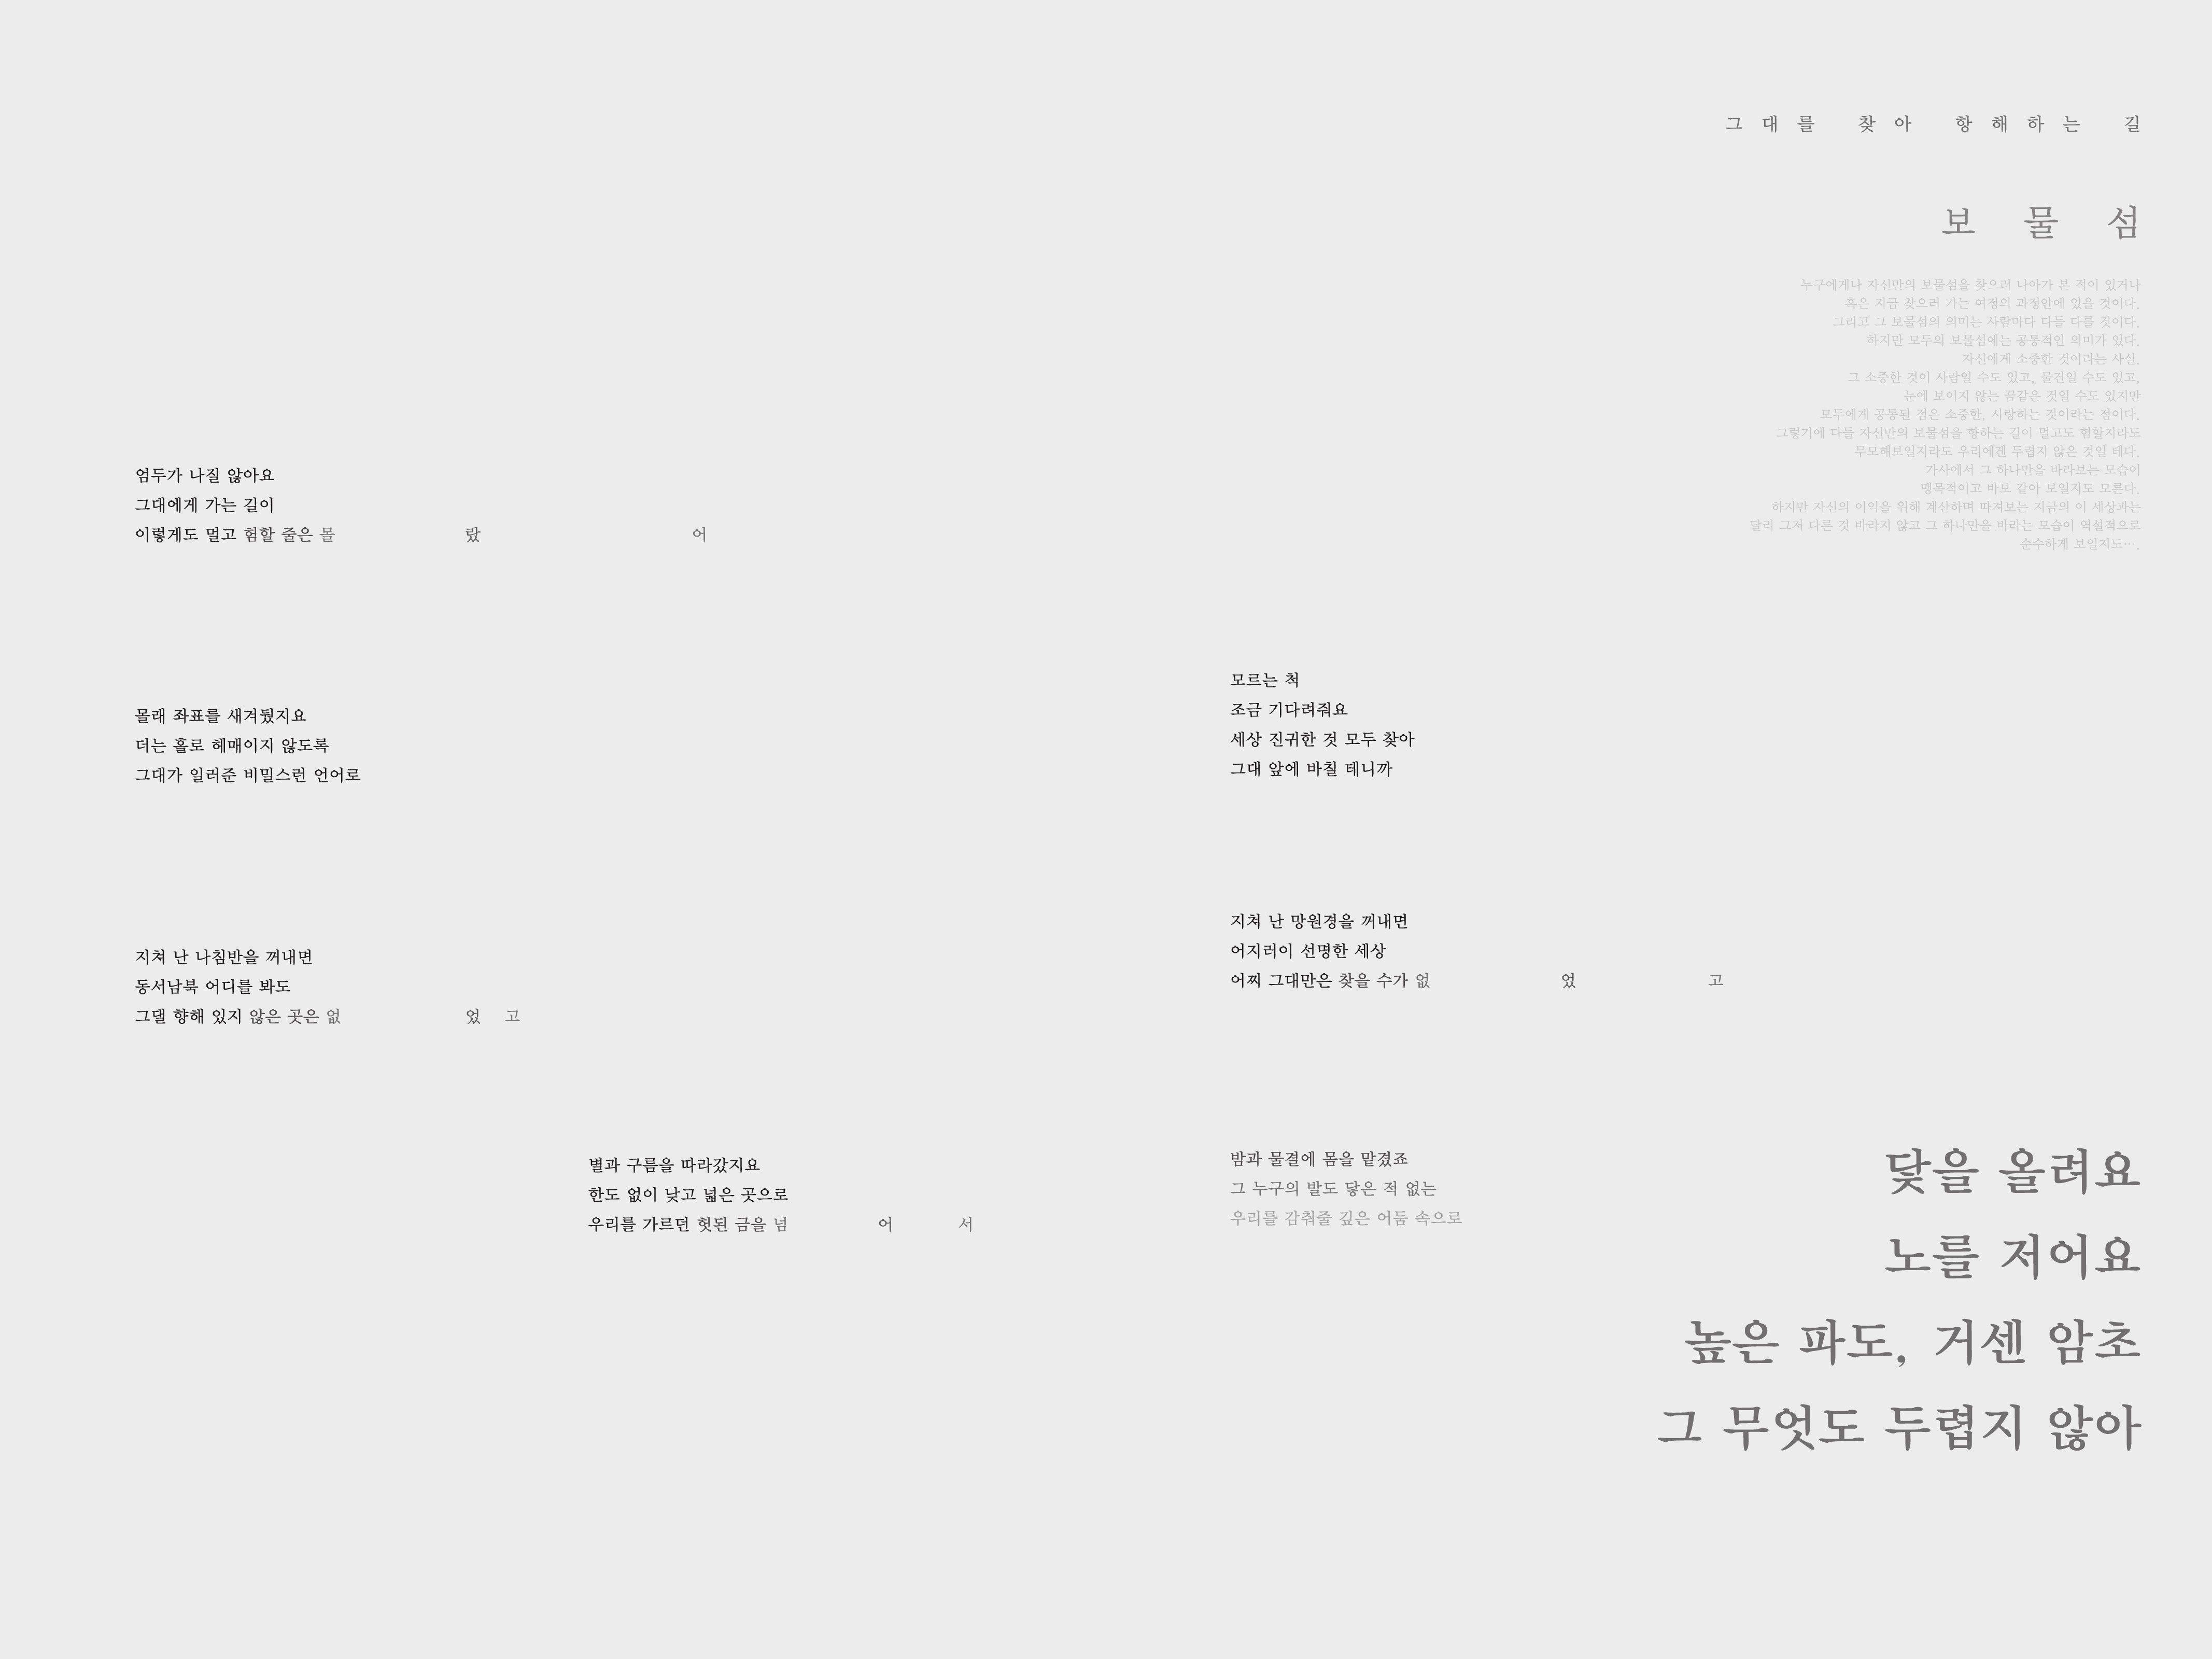 그대를 찾아 항해하는 길
보물섬
누구에게나 자신만의 보물섬을 찾으러 나아가 본 적이 있거나
혹은 지금 찾으러 가는 여정의 과정안에 있을 것이다.
그리고 그 보물섬의 의미는 사람마다 다들 다를 것이다.
하지만 모두의 보물섬에는 공통적인 의미가 있다.
자신에게 소중한 것이라는 사실.
그 소중한 것이 사람일 수도 있고, 물건일 수도 있고,
눈에 보이지 않는 꿈같은 것일 수도 있지만
모두에게 공통된 점은 소중한, 사랑하는 것이라는 점이다.
그렇기에 다들 자신만의 보물섬을 향하는 길이 멀고도 험할지라도
무모해보일지라도 우리에겐 두렵지 않은 것일 테다.
가사에서 그 하나만을 바라보는 모습이
맹목적이고 바보 같아 보일지도 모른다.
하지만 자신의 이익을 위해 계산하며 따져보는 지금의 이 세상과는
달리 그저 다른 것 바라지 않고 그 하나만을 바라는 모습이 역설적으로
순수하게 보일지도….
엄두가 나질 않아요
그대에게 가는 길이
이렇게도 멀고 험할 줄은 몰 랐 어
몰래 좌표를 새겨뒀지요
더는 홀로 헤매이지 않도록
그대가 일러준 비밀스런 언어로
지쳐 난 나침반을 꺼내면
동서남북 어디를 봐도
그댈 향해 있지 않은 곳은 없 었 고
별과 구름을 따라갔지요
한도 없이 낮고 넓은 곳으로
우리를 가르던 헛된 금을 넘 어 서
모르는 척
조금 기다려줘요
세상 진귀한 것 모두 찾아
그대 앞에 바칠 테니까
지쳐 난 망원경을 꺼내면
어지러이 선명한 세상
어찌 그대만은 찾을 수가 없 었 고
밤과 물결에 몸을 맡겼죠
그 누구의 발도 닿은 적 없는
우리를 감춰줄 깊은 어둠 속으로
닻을 올려요
노를 저어요
높은 파도, 거센 암초
그 무엇도 두렵지 않아